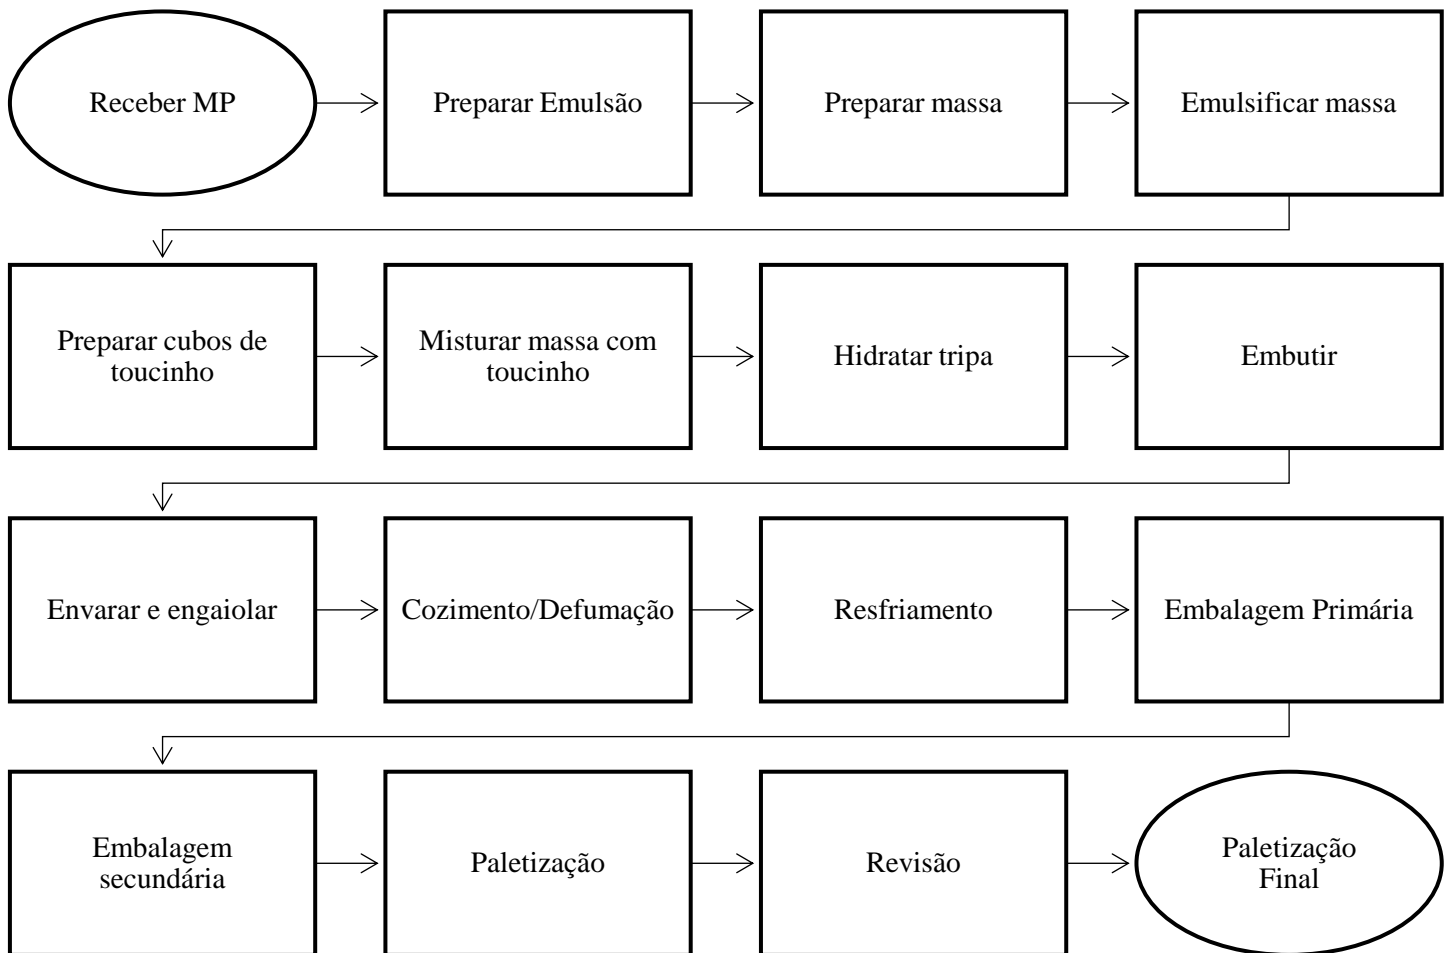 Receber MP
Preparar Emulsão
Preparar massa
Emulsificar massa
Preparar cubos de
toucinho
Misturar massa com
toucinho
Hidratar tripa
Embutir
Envarar e engaiolar
Cozimento/Defumação
Resfriamento
Embalagem Primária
Embalagem
secundária
Paletização
Revisão
Paletização
Final